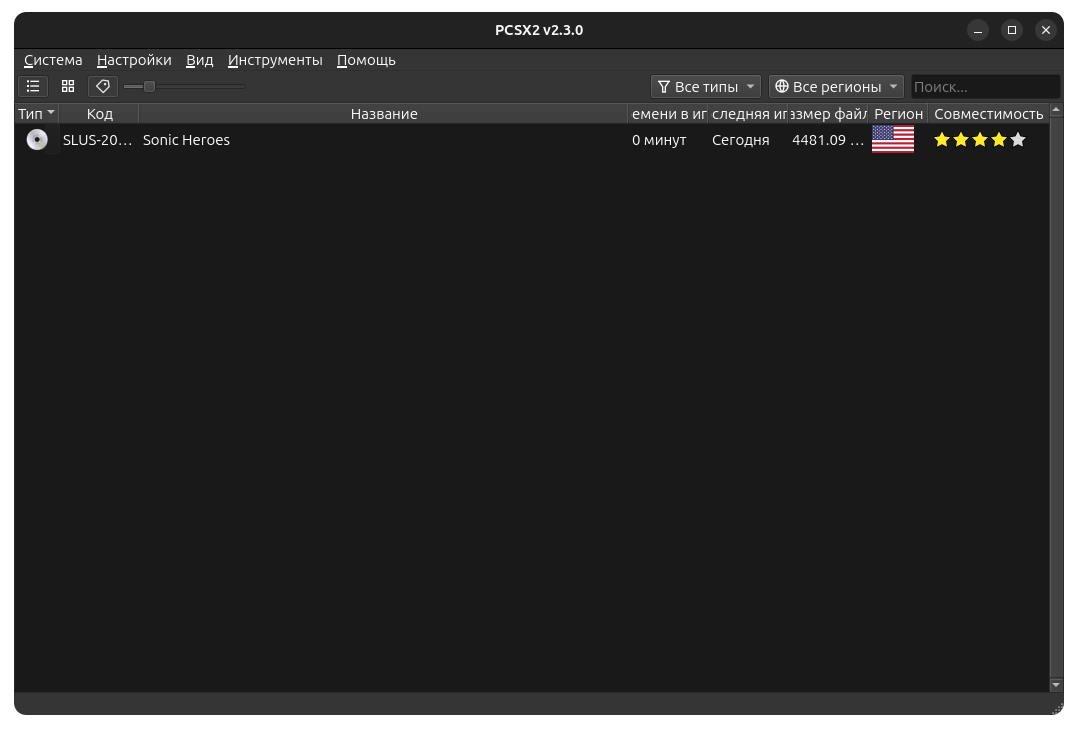 PCSX2 v2.3.0
Система Настройки Вид Инструменты Помощь
Все типы Все регионы Поиск...
Тип Код Название емени в иг следняя иг азмер файл Регион Совместимость
SLUS-20... Sonic Heroes 0 минут Сегодня 4481.09 ...